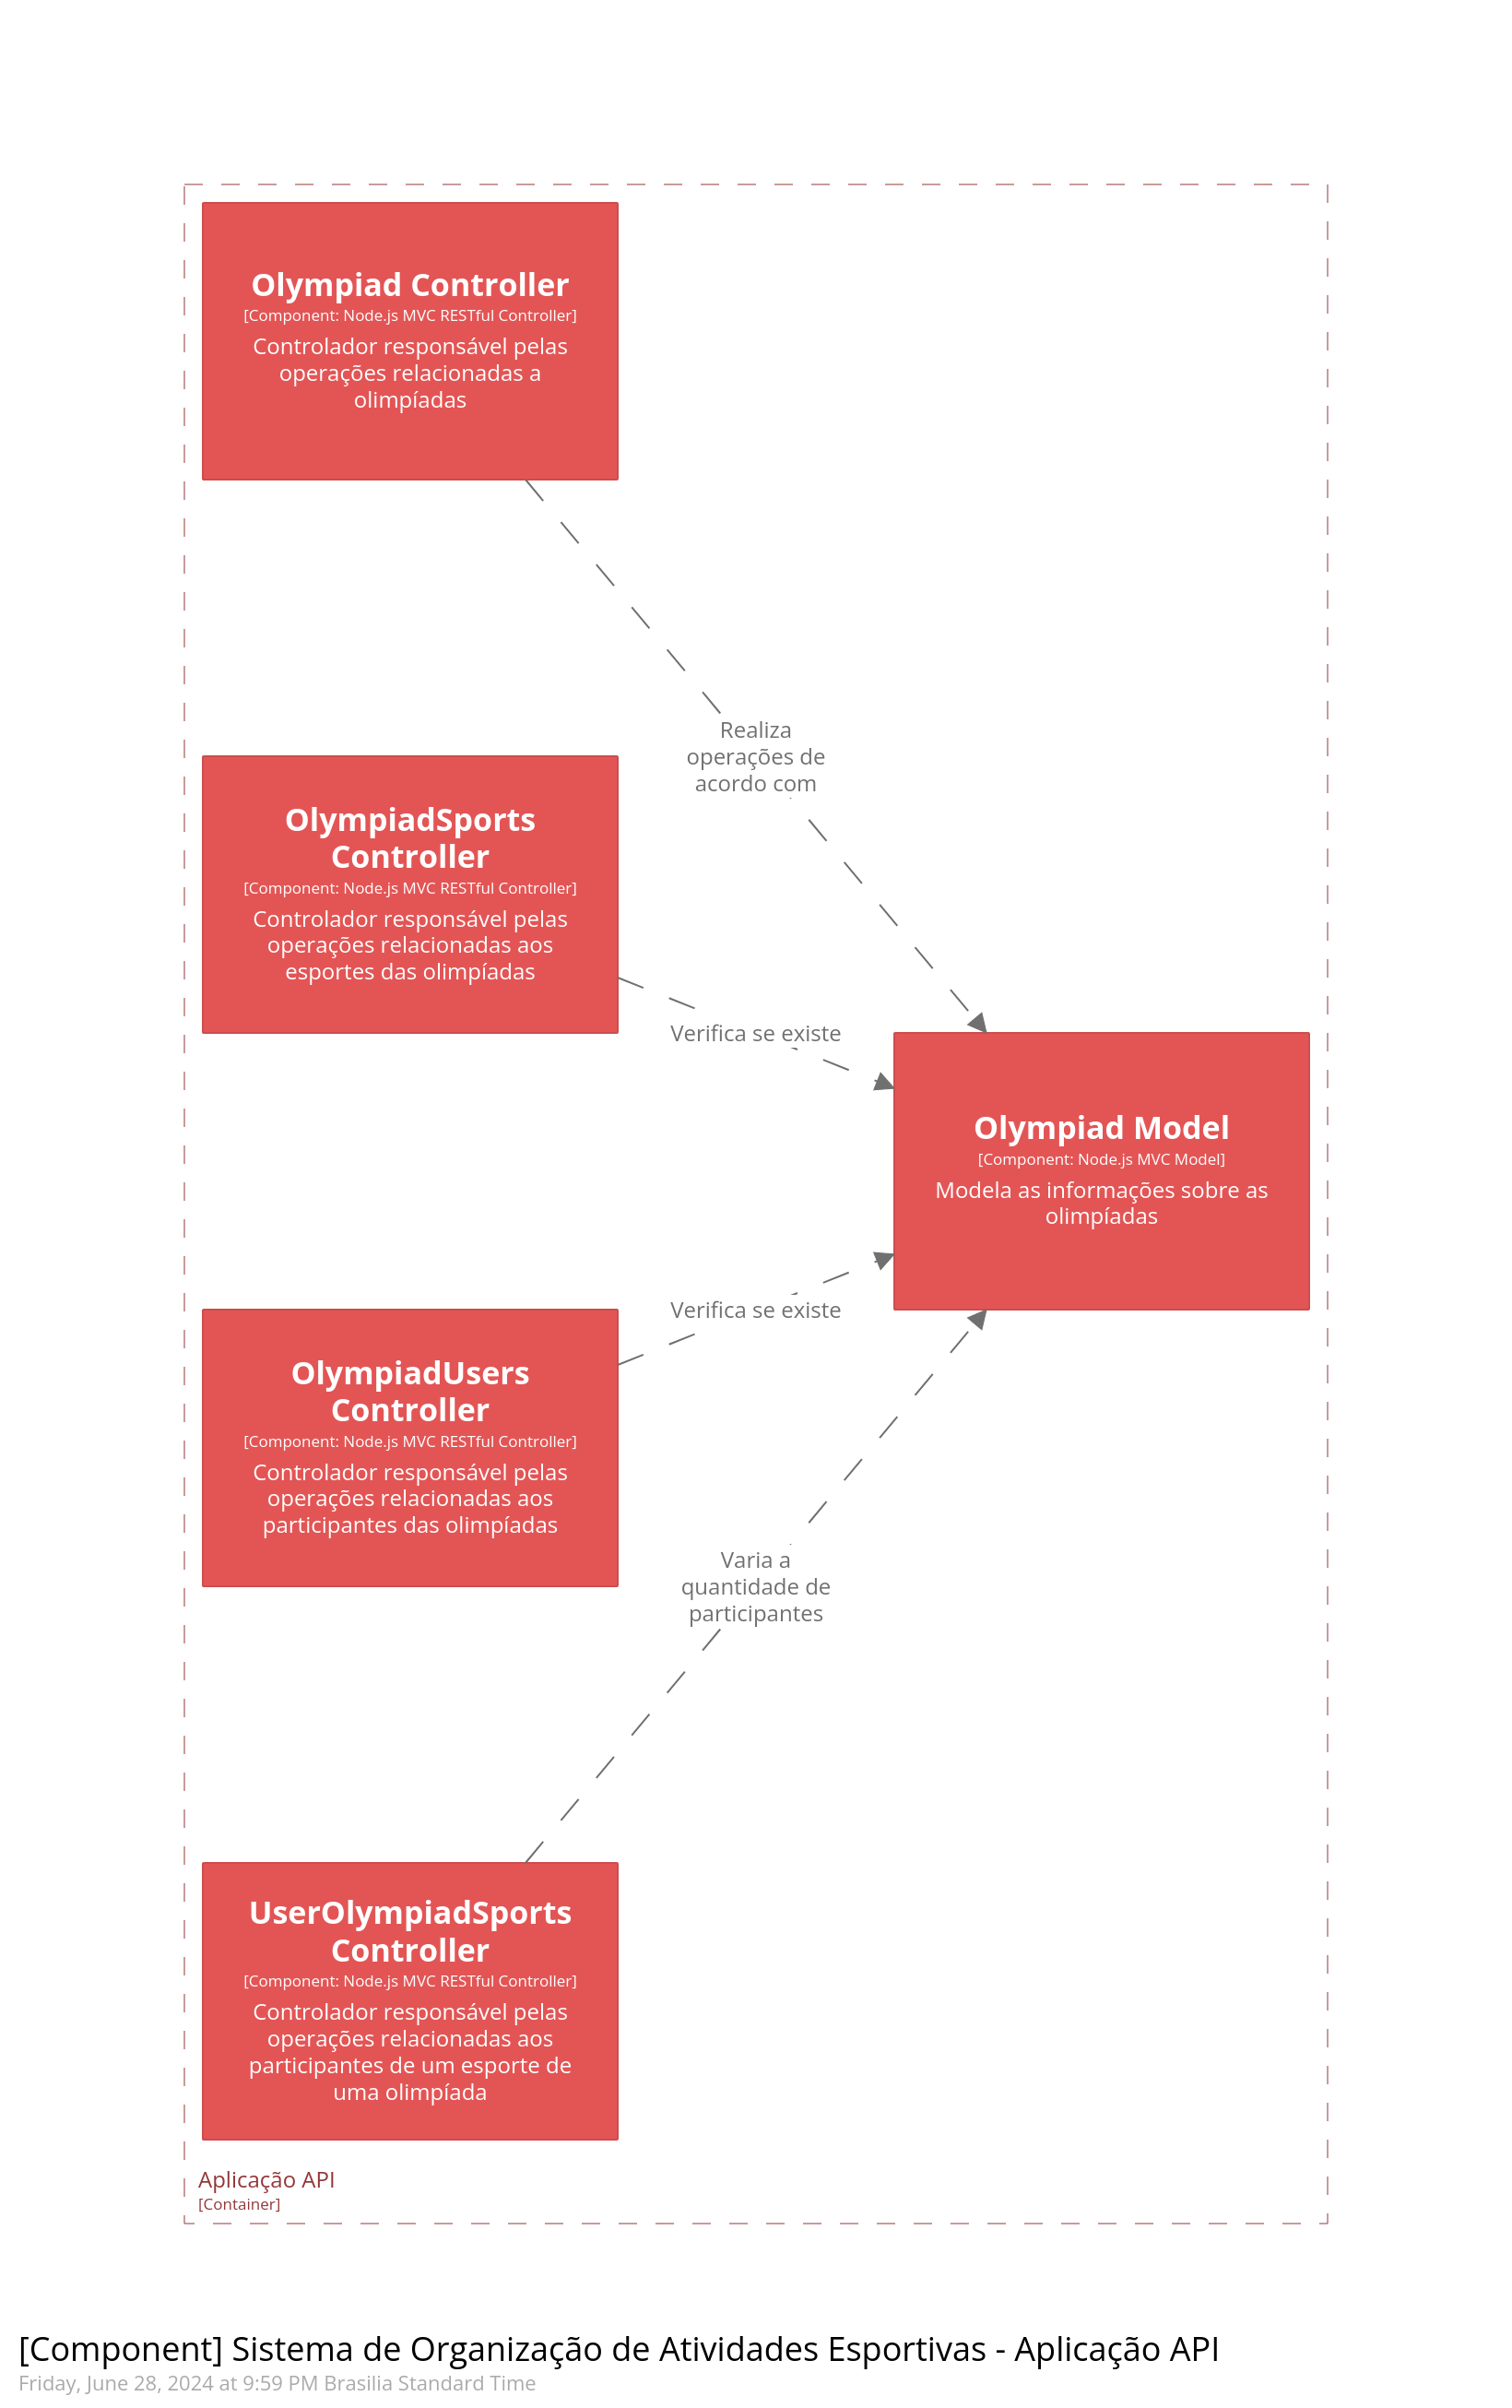 Olympiad Controller
[Component: Node.js MVC RESTful Controller]
Controlador responsável pelas
operações relacionadas a
olimpíadas
Realiza
operações de
acordo com
OlympiadSports
Controller
[Component: Node.js MVC RESTful Controller]
Controlador responsável pelas
operações relacionadas aos
esportes das olimpíadas
Verifica se existe
Olympiad Model
[Component: Node.js MVC Model]
Modela as informações sobre as
olimpíadas
Verifica se existe
OlympiadUsers
Controller
[Component: Node.js MVC RESTful Controller]
Controlador responsável pelas
operações relacionadas aos
participantes das olimpíadas
Varia a
quantidade de
participantes
UserOlympiadSports
Controller
[Component: Node.js MVC RESTful Controller]
Controlador responsável pelas
operações relacionadas aos
participantes de um esporte de
uma olimpíada
Aplicação API
[Container]
[Component] Sistema de Organização de Atividades Esportivas - Aplicação API
Friday, June 28, 2024 at 9:59 PM Brasilia Standard Time